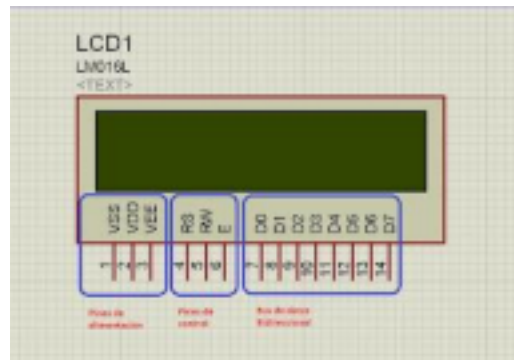 LCD1
LM016L
<TEXT>
VSS VDD VEE RS RW E D0 D1 D2 D3 D4 D5 D6 D7
1 2 3 4 5 6 7 8 9 10 11 12 13 14
Pines de
alimentación
Pines de
control
Bus de datos
Bidireccional